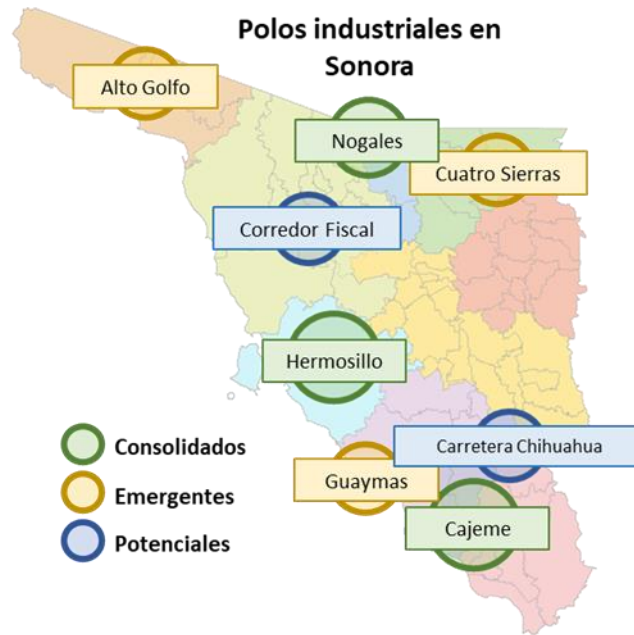 Polos industriales en
Sonora
Alto Golfo
Nogales
Cuatro Sierras
Corredor Fiscal
Hermosillo
Carretera Chihuahua
Guaymas
Cajeme
Consolidados
Emergentes
Potenciales